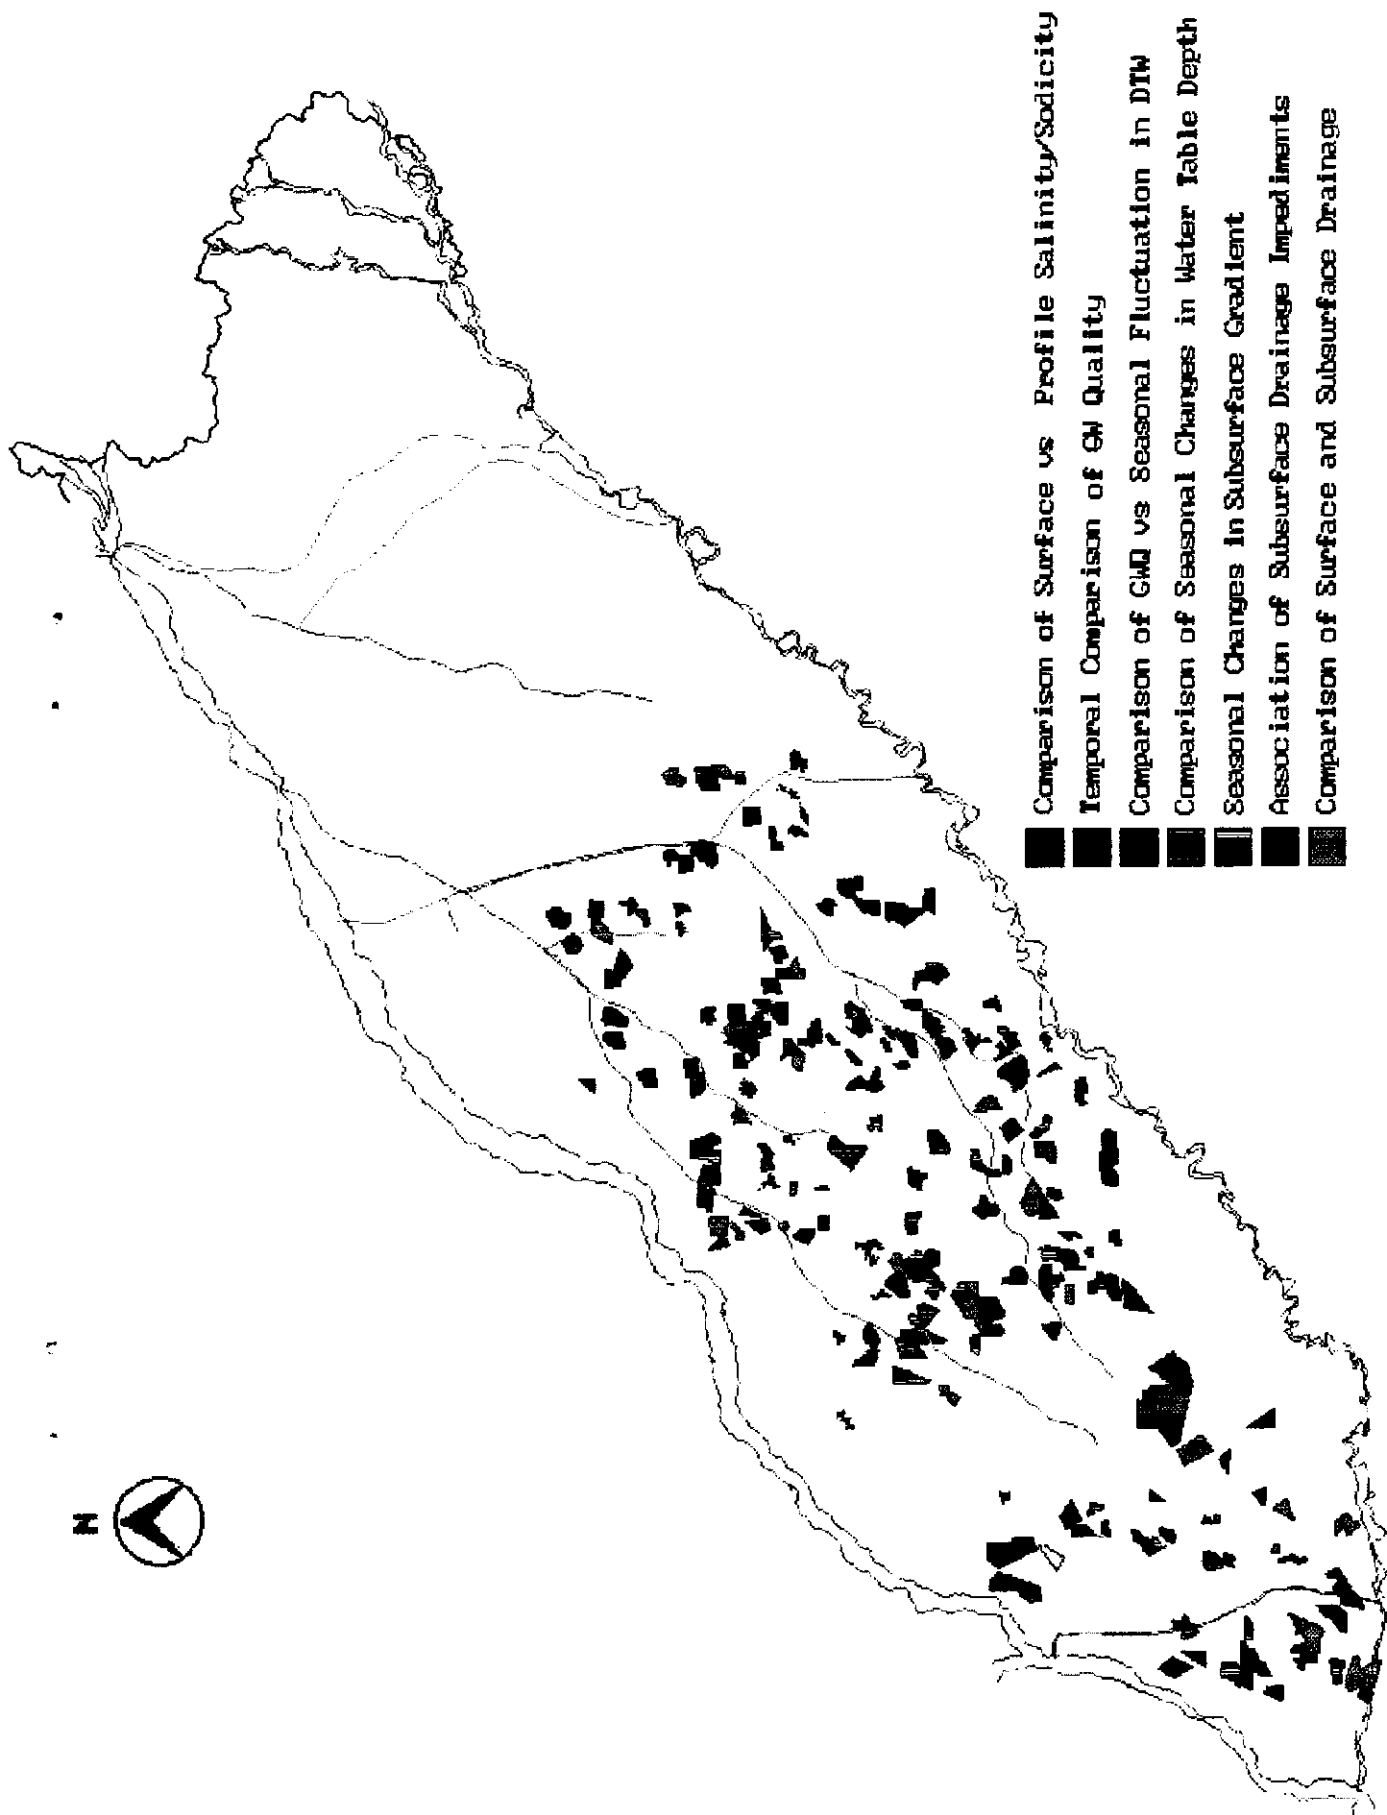 N
Comparison of Surface vs Profile Salinity/Sodicity
Temporal Comparison of GW Quality
Comparison of GWQ vs Seasonal Fluctuation in DTW
Comparison of Seasonal Changes in Water Table Depth
Seasonal Changes in Subsurface Gradient
Association of Subsurface Drainage Impediments
Comparison of Surface and Subsurface Drainage